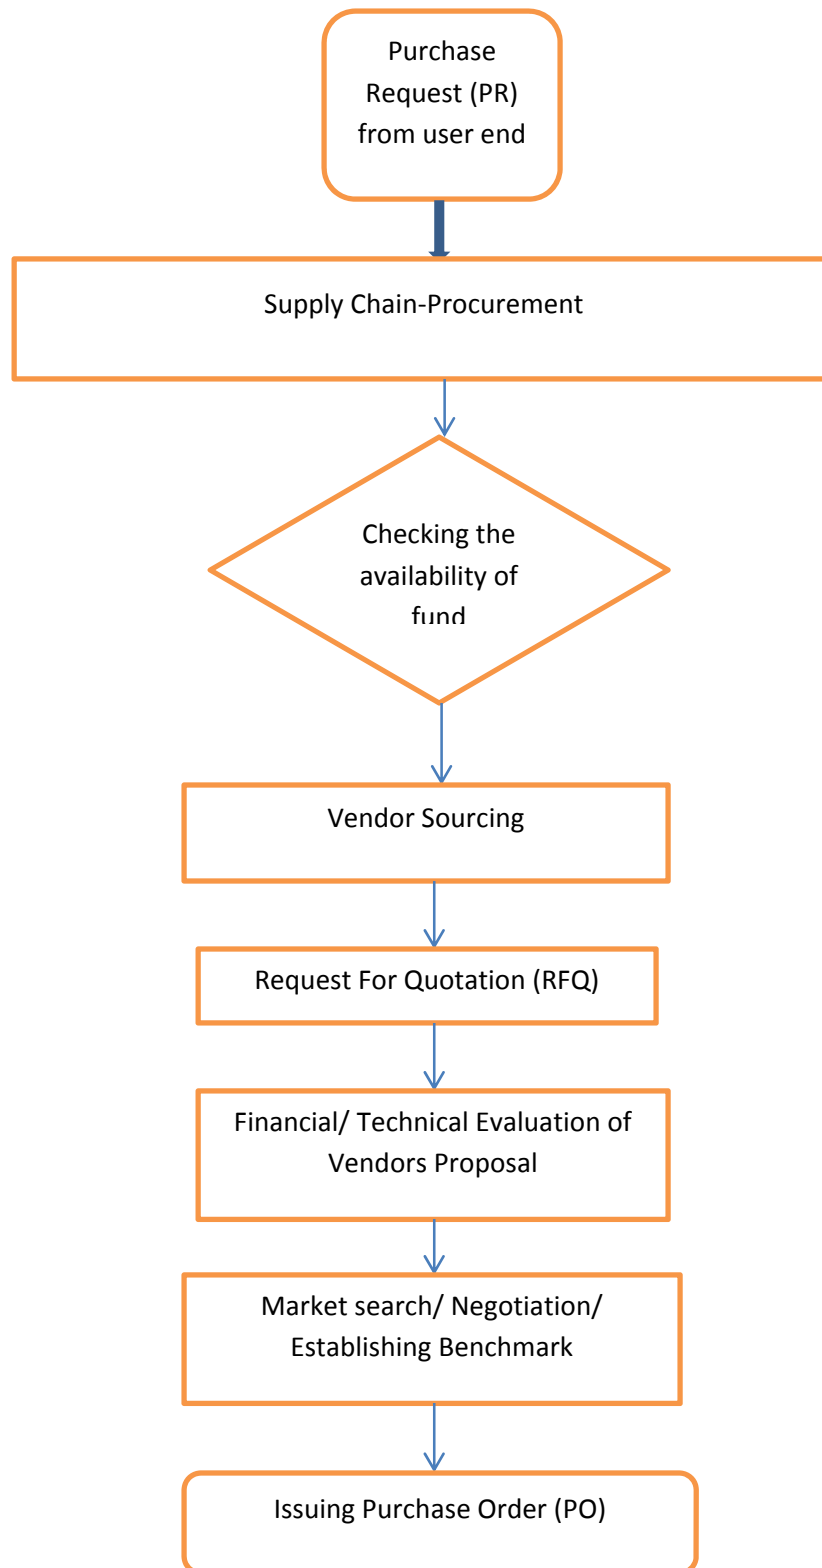 Purchase
Request (PR)
from user end
Supply Chain-Procurement
Checking the
availability of
fund
Vendor Sourcing
Request For Quotation (RFQ)
Financial/ Technical Evaluation of
Vendors Proposal
Market search/ Negotiation/
Establishing Benchmark
Issuing Purchase Order (PO)